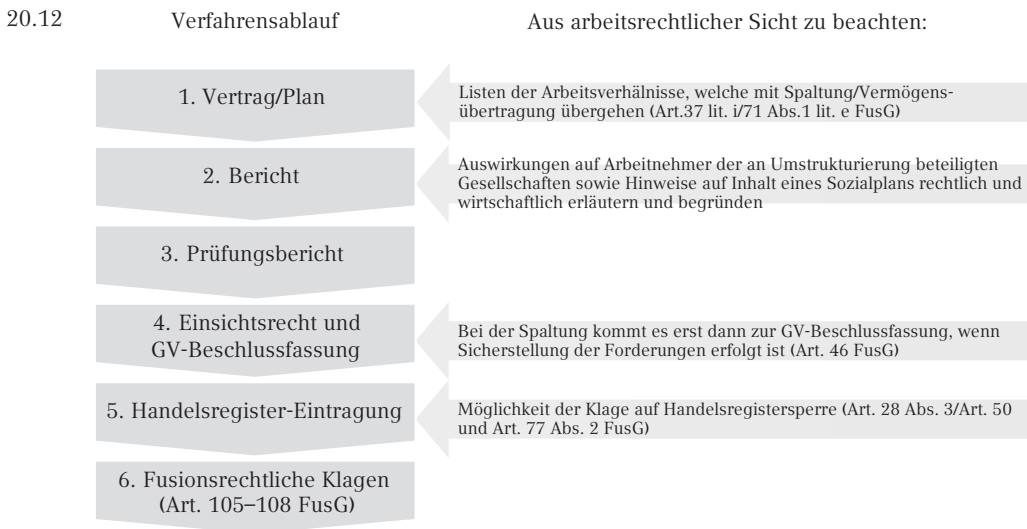 20.12
Verfahrensablauf
Aus arbeitsrechtlicher Sicht zu beachten:
1. Vertrag/Plan
Listen der Arbeitsverhälnisse, welche mit Spaltung/Vermögens-
übertragung übergehen (Art.37 lit. i/71 Abs.1 lit. e FusG)
2. Bericht
Auswirkungen auf Arbeitnehmer der an Umstrukturierung beteiligten
Gesellschaften sowie Hinweise auf Inhalt eines Sozialplans rechtlich und
wirtschaftlich erläutern und begründen
3. Prüfungsbericht
4. Einsichtsrecht und
GV-Beschlussfassung
Bei der Spaltung kommt es erst dann zur GV-Beschlussfassung, wenn
Sicherstellung der Forderungen erfolgt ist (Art. 46 FusG)
5. Handelsregister-Eintragung
Möglichkeit der Klage auf Handelsregistersperre (Art. 28 Abs. 3/Art. 50
und Art. 77 Abs. 2 FusG)
6. Fusionsrechtliche Klagen
(Art. 105–108 FusG)